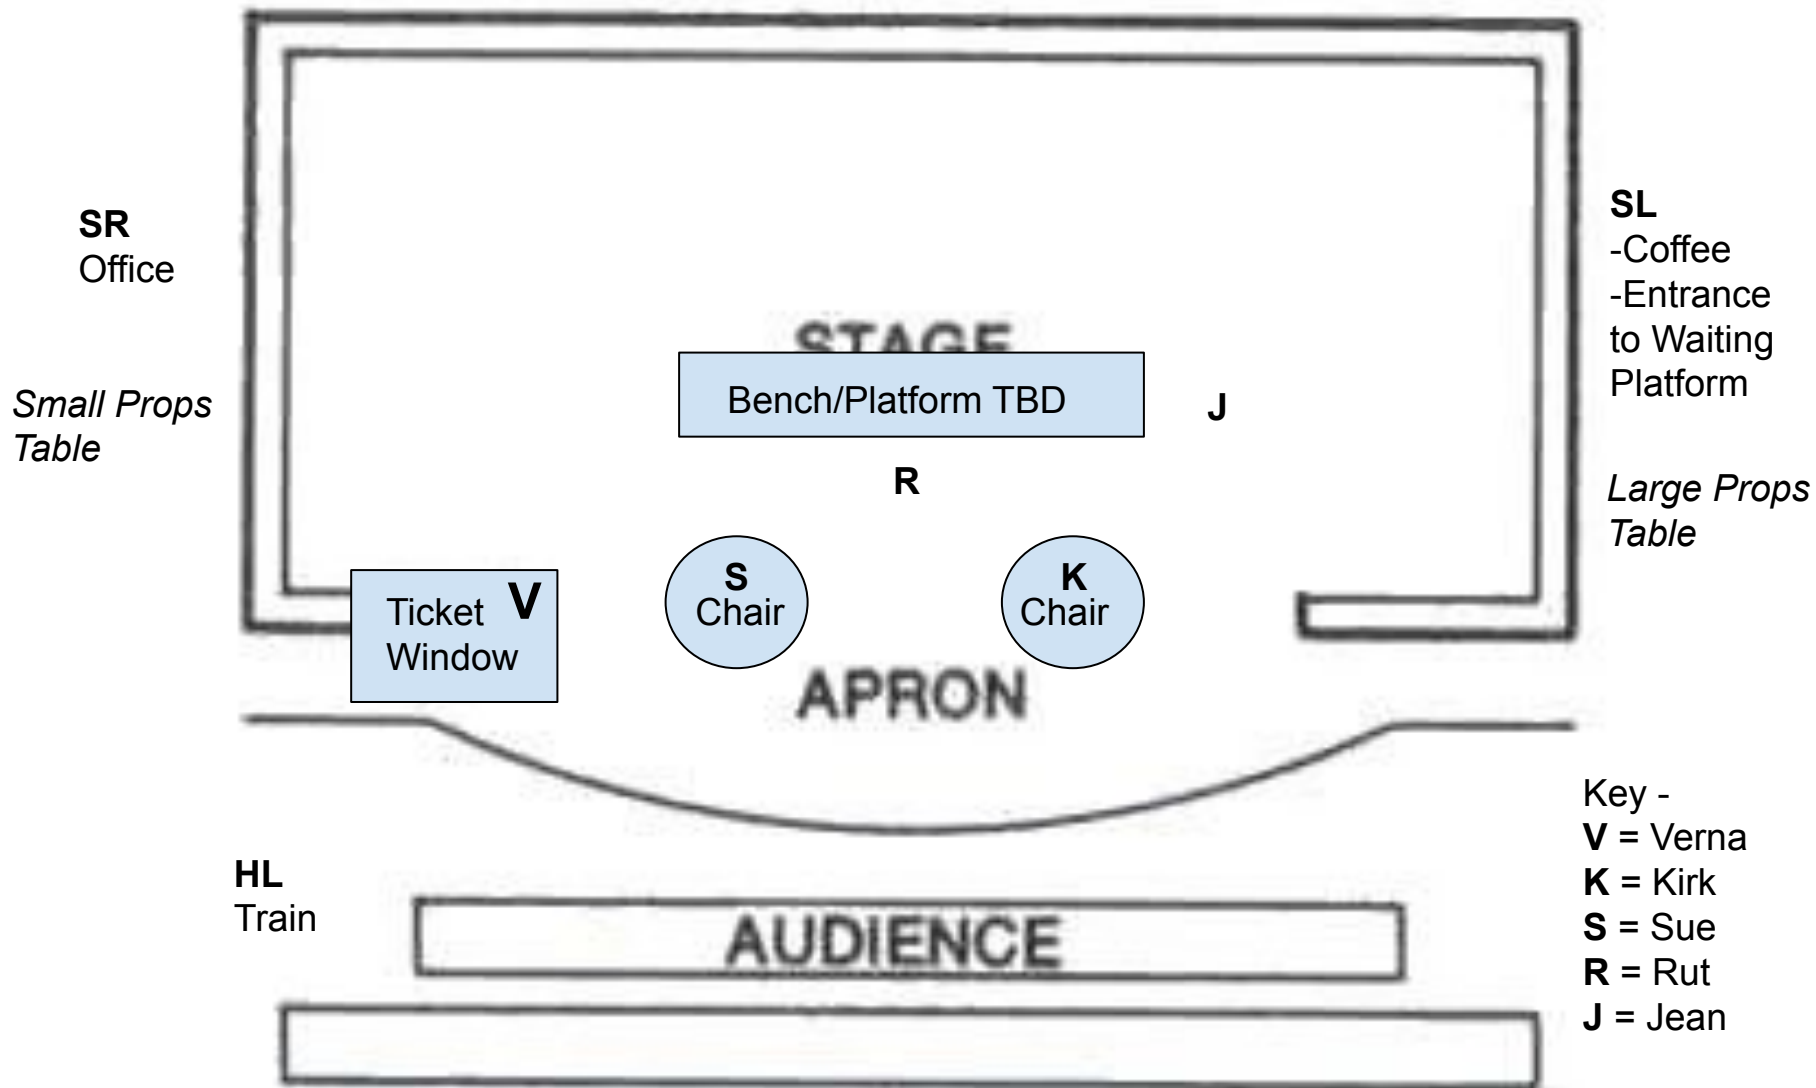 SR
Office
Small Props
Table
SL
-Coffee
-Entrance
to Waiting
Platform
Large Props
Table
STAGE
Bench/Platform TBD
J
R
Ticket V
Window
S
Chair
K
Chair
APRON
HL
Train
AUDIENCE
Key -
V = Verna
K = Kirk
S = Sue
R = Rut
J = Jean